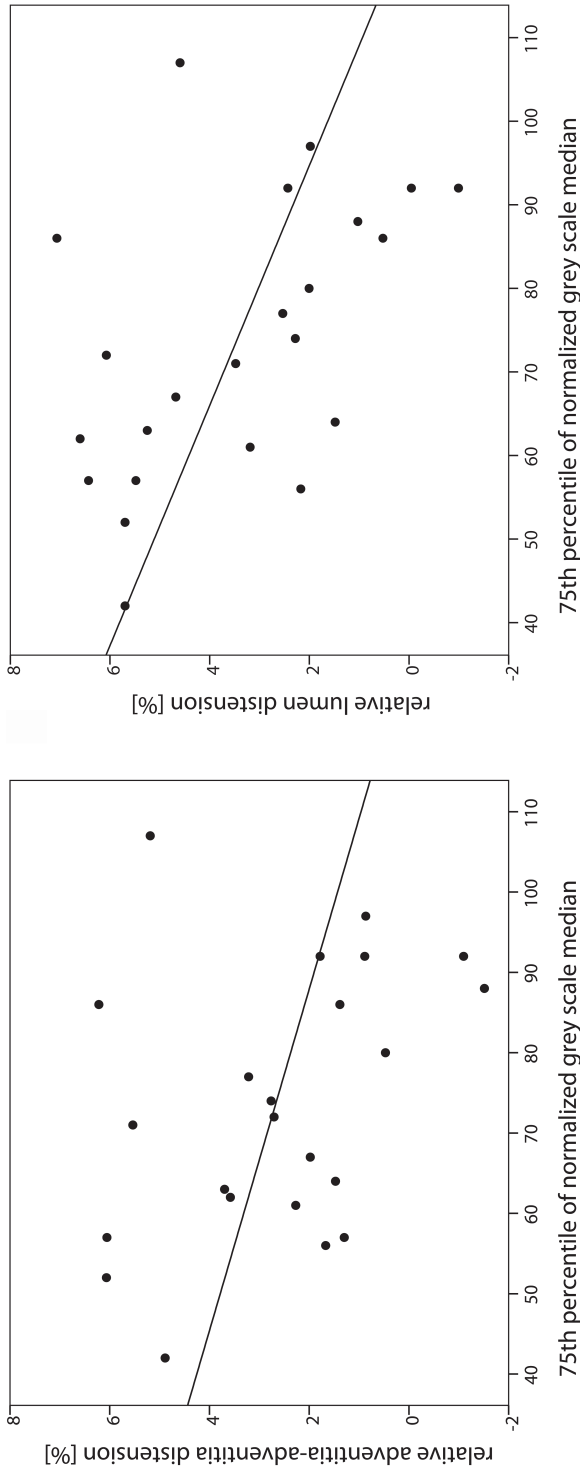 relative adventitia-adventitia distension [%]
8
6
4
2
0
-2
40 50 60 70 80 90 100 110
75th percentile of normalized grey scale median
relative lumen distension [%]
8
6
4
2
0
-2
40 50 60 70 80 90 100 110
75th percentile of normalized grey scale median